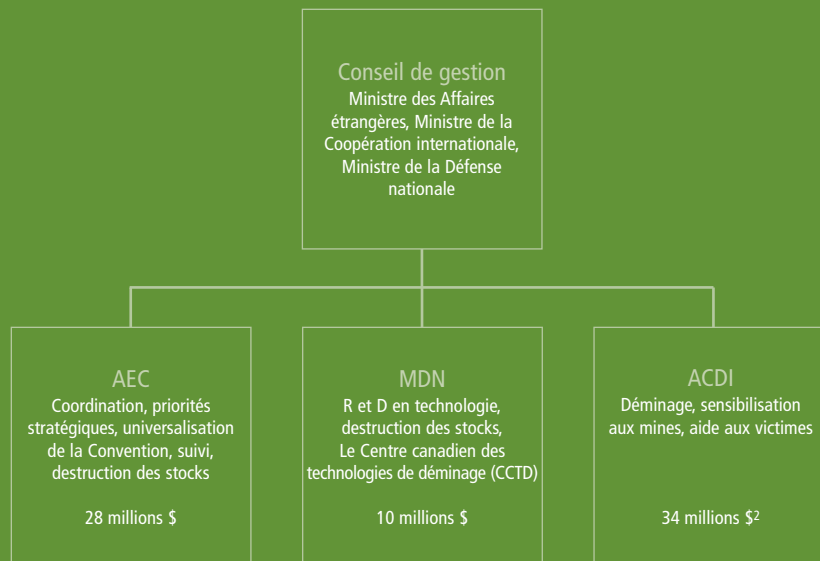 Conseil de gestion
Ministre des Affaires
étrangères, Ministre de la
Coopération internationale,
Ministre de la Défense
nationale
AEC
Coordination, priorités
stratégiques, universalisation
de la Convention, suivi,
destruction des stocks
28 millions $
MDN
R et D en technologie,
destruction des stocks,
Le Centre canadien des
technologies de déminage (CCTD)
10 millions $
ACDI
Déminage, sensibilisation
aux mines, aide aux victimes
34 millions $²